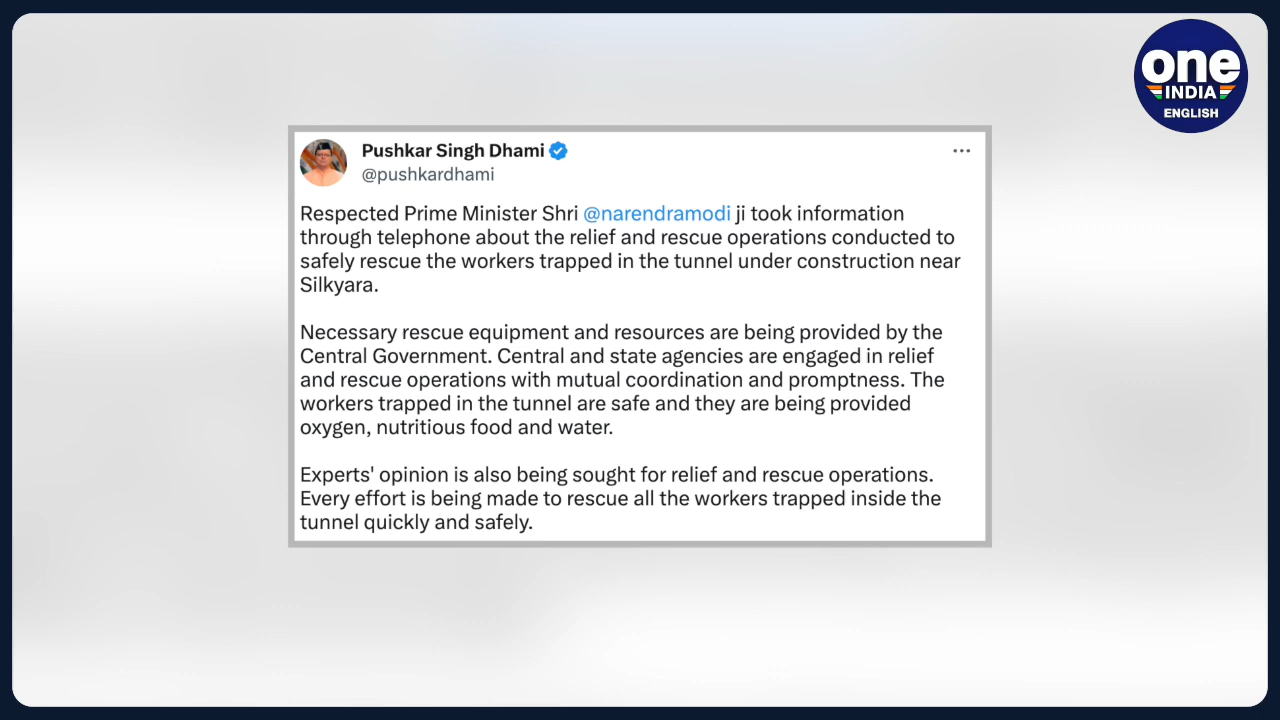 one
INDIA
ENGLISH
Pushkar Singh Dhami
@pushkardhami
Respected Prime Minister Shri @narendramodi ji took information
through telephone about the relief and rescue operations conducted to
safely rescue the workers trapped in the tunnel under construction near
Silkyara.
Necessary rescue equipment and resources are being provided by the
Central Government. Central and state agencies are engaged in relief
and rescue operations with mutual coordination and promptness. The
workers trapped in the tunnel are safe and they are being provided
oxygen, nutritious food and water.
Experts' opinion is also being sought for relief and rescue operations.
Every effort is being made to rescue all the workers trapped inside the
tunnel quickly and safely.